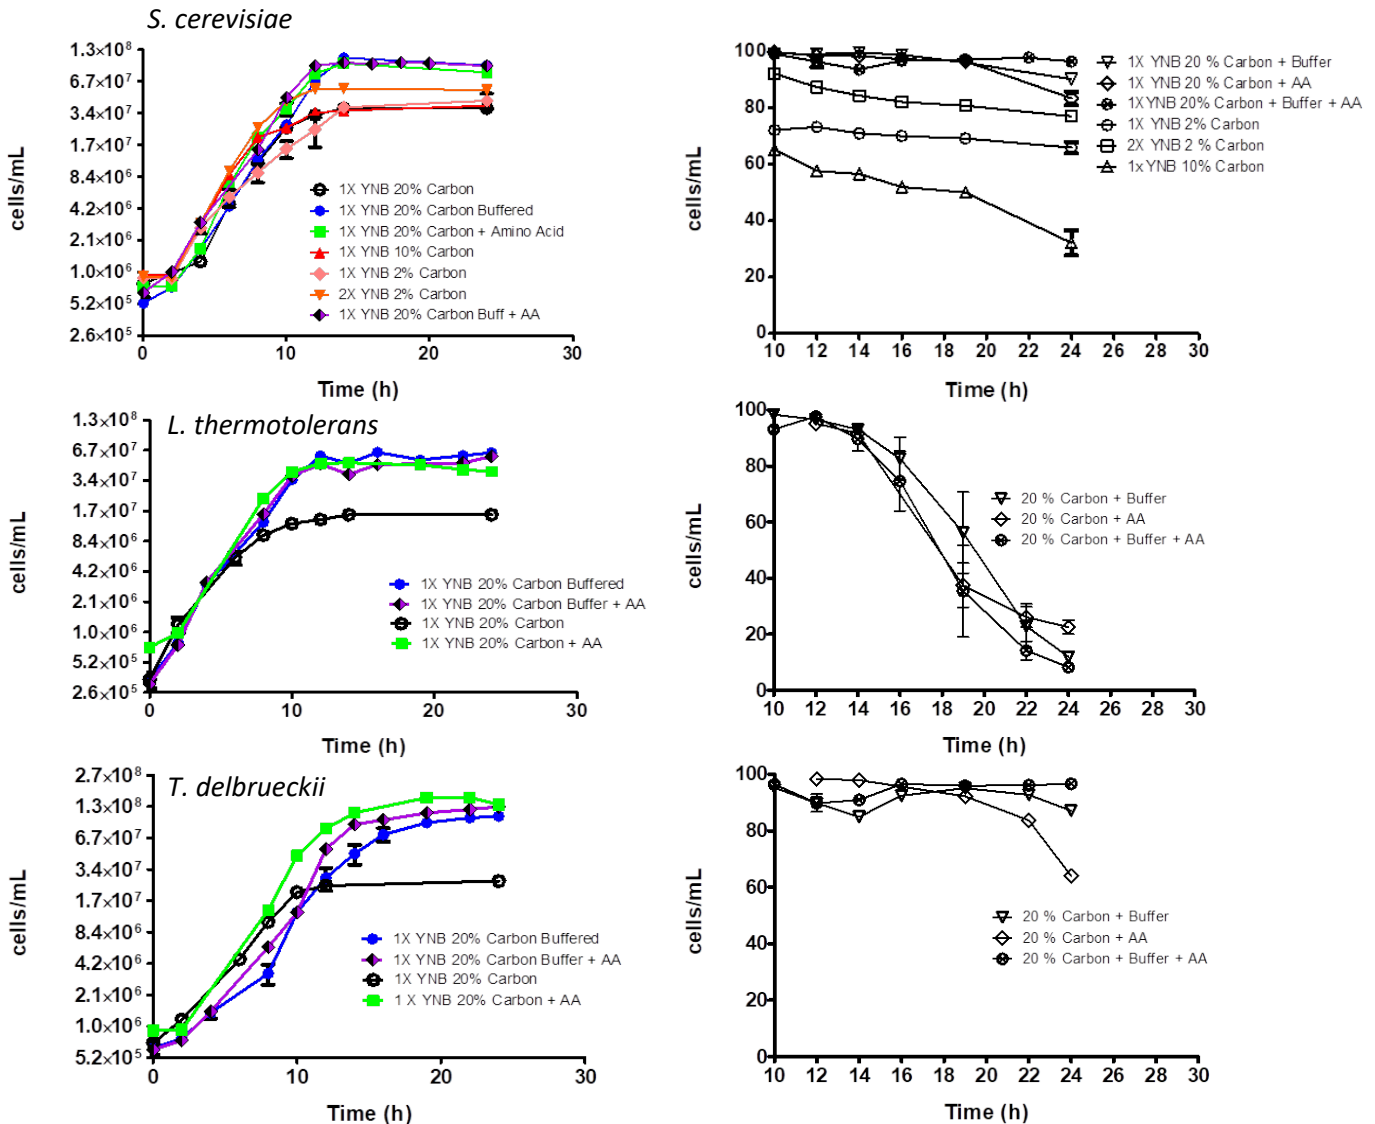 S. cerevisiae
1.3×10⁸
6.7×10⁷
3.4×10⁷
1.7×10⁷
8.4×10⁶
4.2×10⁶
2.1×10⁶
1.0×10⁶
5.2×10⁵
2.6×10⁵
cells/mL
0 10 20 30
Time (h)
1X YNB 20% Carbon
1X YNB 20% Carbon Buffered
1X YNB 20% Carbon + Amino Acid
1X YNB 10% Carbon
1X YNB 2% Carbon
2X YNB 2% Carbon
1X YNB 20% Carbon Buff + AA
100
80
60
40
20
0
cells/mL
10 12 14 16 18 20 22 24 26 28 30
Time (h)
1X YNB 20 % Carbon + Buffer
1X YNB 20 % Carbon + AA
1X YNB 20% Carbon + Buffer + AA
1X YNB 2% Carbon
2X YNB 2 % Carbon
1x YNB 10% Carbon
L. thermotolerans
1.3×10⁸
6.7×10⁷
3.4×10⁷
1.7×10⁷
8.4×10⁶
4.2×10⁶
2.1×10⁶
1.0×10⁶
5.2×10⁵
2.6×10⁵
cells/mL
0 10 20 30
Time (h)
1X YNB 20% Carbon Buffered
1X YNB 20% Carbon Buffer + AA
1X YNB 20% Carbon
1X YNB 20% Carbon + AA
100
80
60
40
20
0
cells/mL
10 12 14 16 18 20 22 24 26 28 30
Time (h)
20 % Carbon + Buffer
20 % Carbon + AA
20 % Carbon + Buffer + AA
T. delbrueckii
2.7×10⁸
1.3×10⁸
6.7×10⁷
3.4×10⁷
1.7×10⁷
8.4×10⁶
4.2×10⁶
2.1×10⁶
1.0×10⁶
5.2×10⁵
cells/mL
0 10 20 30
Time (h)
1X YNB 20% Carbon Buffered
1X YNB 20% Carbon Buffer + AA
1X YNB 20% Carbon
1 X YNB 20% Carbon + AA
100
80
60
40
20
0
cells/mL
10 12 14 16 18 20 22 24 26 28 30
Time (h)
20 % Carbon + Buffer
20 % Carbon + AA
20 % Carbon + Buffer + AA